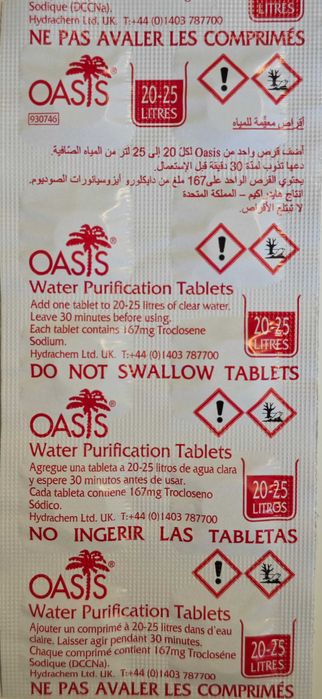 Sodique (DCCNa).
Hydrachem Ltd. UK. T:+44 (0)1403 787700
LITRES
NE PAS AVALER LES COMPRIMÉS
OASIS®
20-25
LITRES
930746
أقراص معقمة للمياه
أضف قرص واحد من Oasis لكل 20 إلى 25 لتر من المياه الصافية.
دعها تذوب لمدة 30 دقيقة قبل الإستعمال.
يحتوي القرص الواحد على 167 ملغ من دايكلورو أيزوسيانورات الصوديوم.
انتاج هايدراكيم – المملكة المتحدة
لا تبتلع الأقراص.
OASIS®
Water Purification Tablets
Add one tablet to 20-25 litres of clear water.
Leave 30 minutes before using.
Each tablet contains 167mg Troclosene
Sodium.
Hydrachem Ltd. UK. T:+44 (0)1403 787700
20-25
LITRES
DO NOT SWALLOW TABLETS
OASIS®
Water Purification Tablets
Agregue una tableta a 20-25 litros de agua clara
y espere 30 minutos antes de usar.
Cada tableta contiene 167mg Trocloseno
Sódico.
Hydrachem Ltd. UK. T:+44 (0)1403 787700
20-25
LITROS
NO INGERIR LAS TABLETAS
OASIS®
Water Purification Tablets
Ajouter un comprimé à 20-25 litres dans d'eau
claire. Laisser agir pendant 30 minutes.
Chaque comprimé contient 167mg Troclosène
Sodique (DCCNa).
Hydrachem Ltd. UK. T:+44 (0)1403 787700
20-25
LITRES
NE PAS AVALER LES COMPRIMÉS